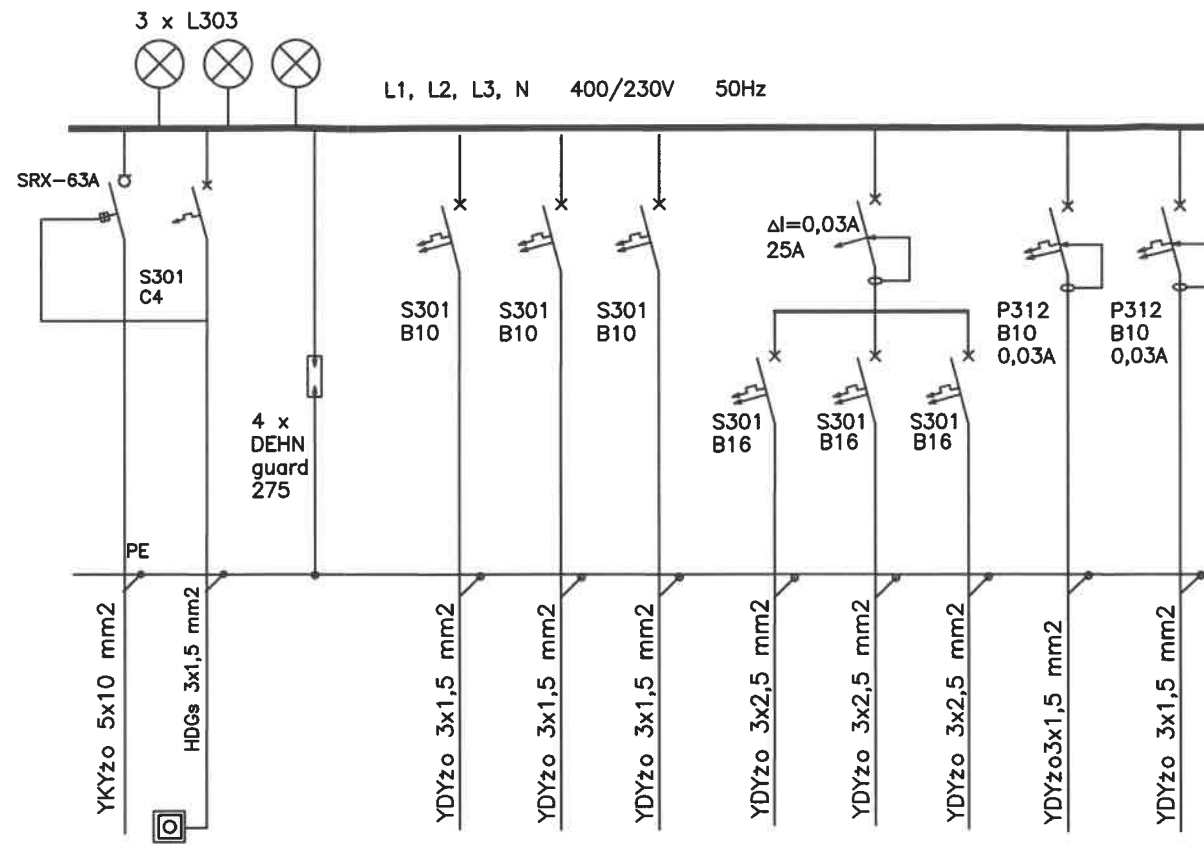 3 x L303
L1, L2, L3, N 400/230V 50Hz
SRX-63A
S301
C4
4 x
DEHN
guard
275
S301
B10
S301
B10
S301
B10
ΔI=0,03A
25A
S301
B16
S301
B16
S301
B16
P312
B10
0,03A
P312
B10
0,03A
PE
YKYżo 5x10 mm2
HDGs 3x1,5 mm2
YDYżo 3x1,5 mm2
YDYżo 3x1,5 mm2
YDYżo 3x1,5 mm2
YDYżo 3x2,5 mm2
YDYżo 3x2,5 mm2
YDYżo 3x2,5 mm2
YDYżo3x1,5 mm2
YDYżo 3x1,5 mm2